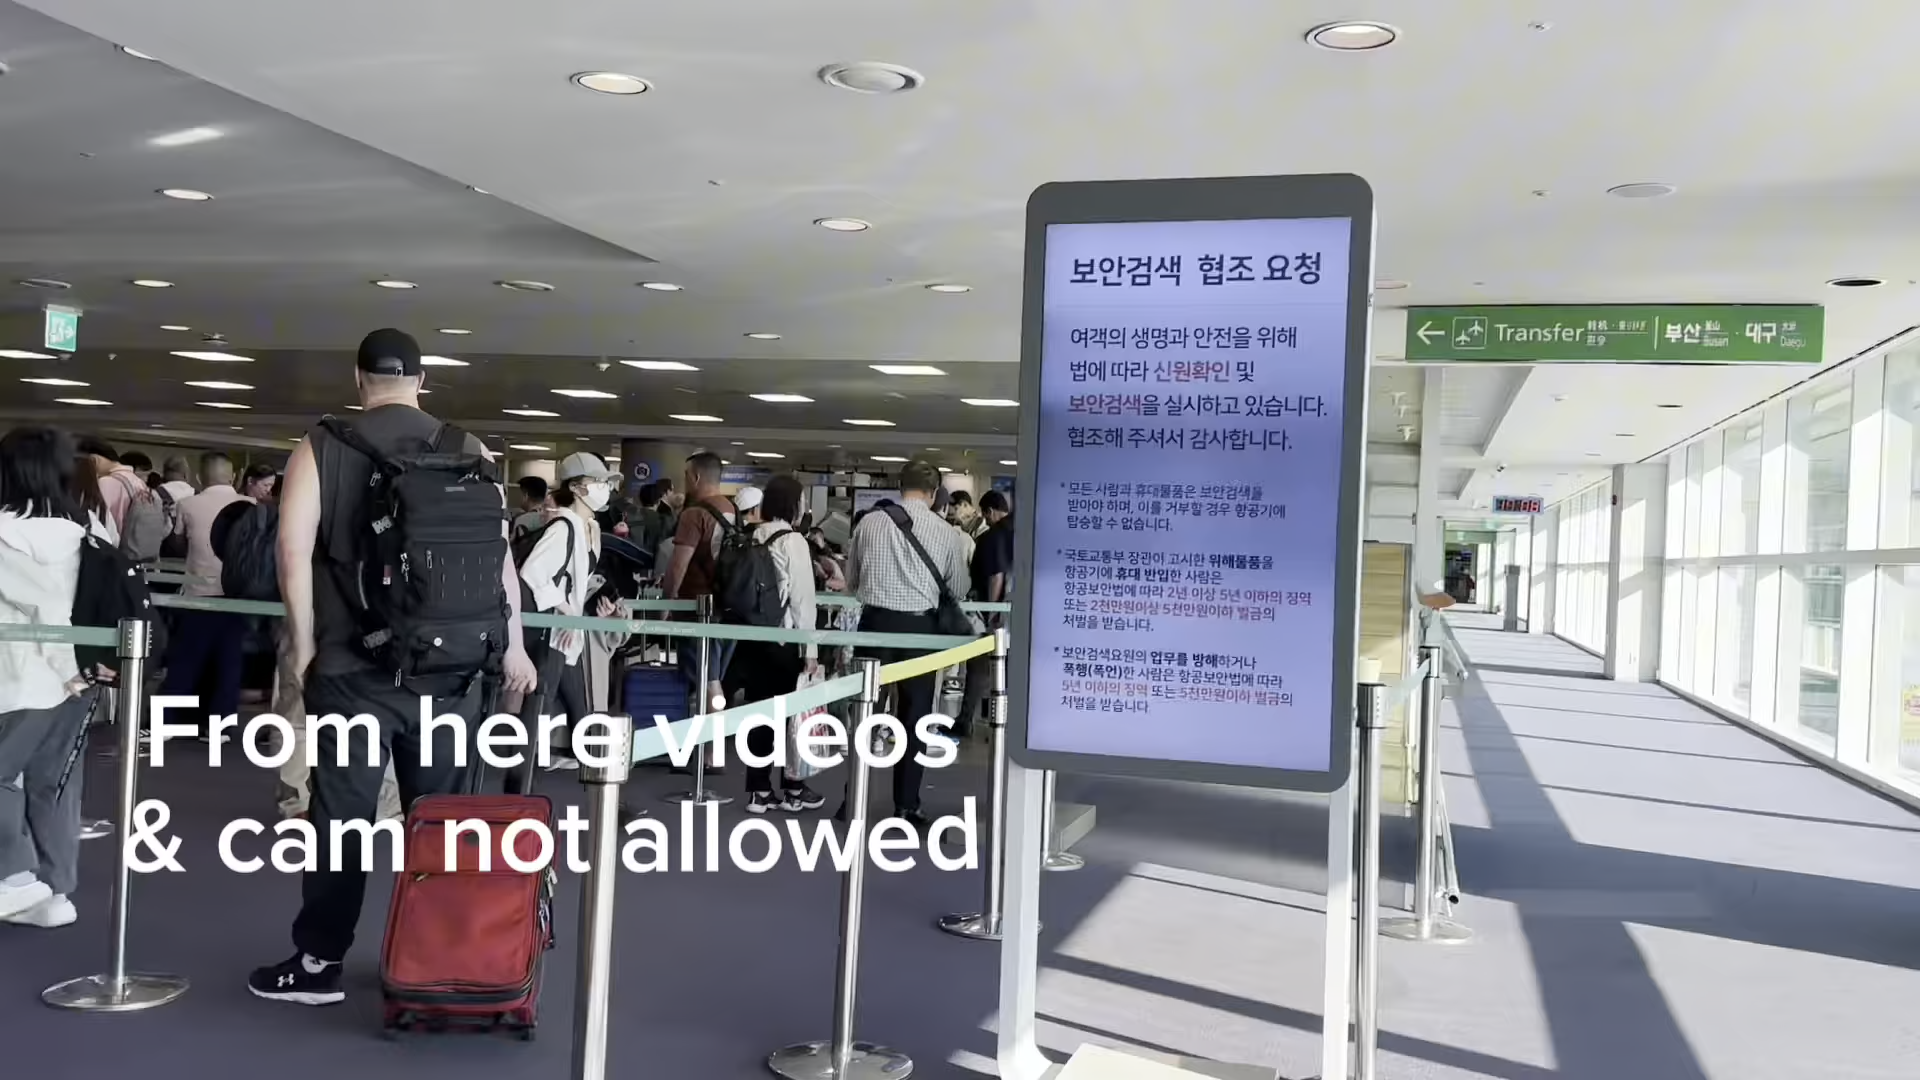 보안검색 협조 요청
여객의 생명과 안전을 위해
법에 따라 신원확인 및
보안검색을 실시하고 있습니다.
협조해 주셔서 감사합니다.
* 모든 사람과 휴대물품은 보안검색을
받아야 하며, 이를 거부할 경우 항공기에
탑승할 수 없습니다.
* 국토교통부 장관이 고시한 위해물품을
항공기에 휴대 반입한 사람은
항공보안법에 따라 2년 이상 5년 이하의 징역
또는 2천만원이상 5천만원이하 벌금의
처벌을 받습니다.
* 보안검색요원의 업무를 방해하거나
폭행(폭언)한 사람은 항공보안법에 따라
5년 이하의 징역 또는 5천만원이하 벌금의
처벌을 받습니다.
Transfer 환승 부산 釜山 Busan · 대구 Daegu
From here videos
& cam not allowed